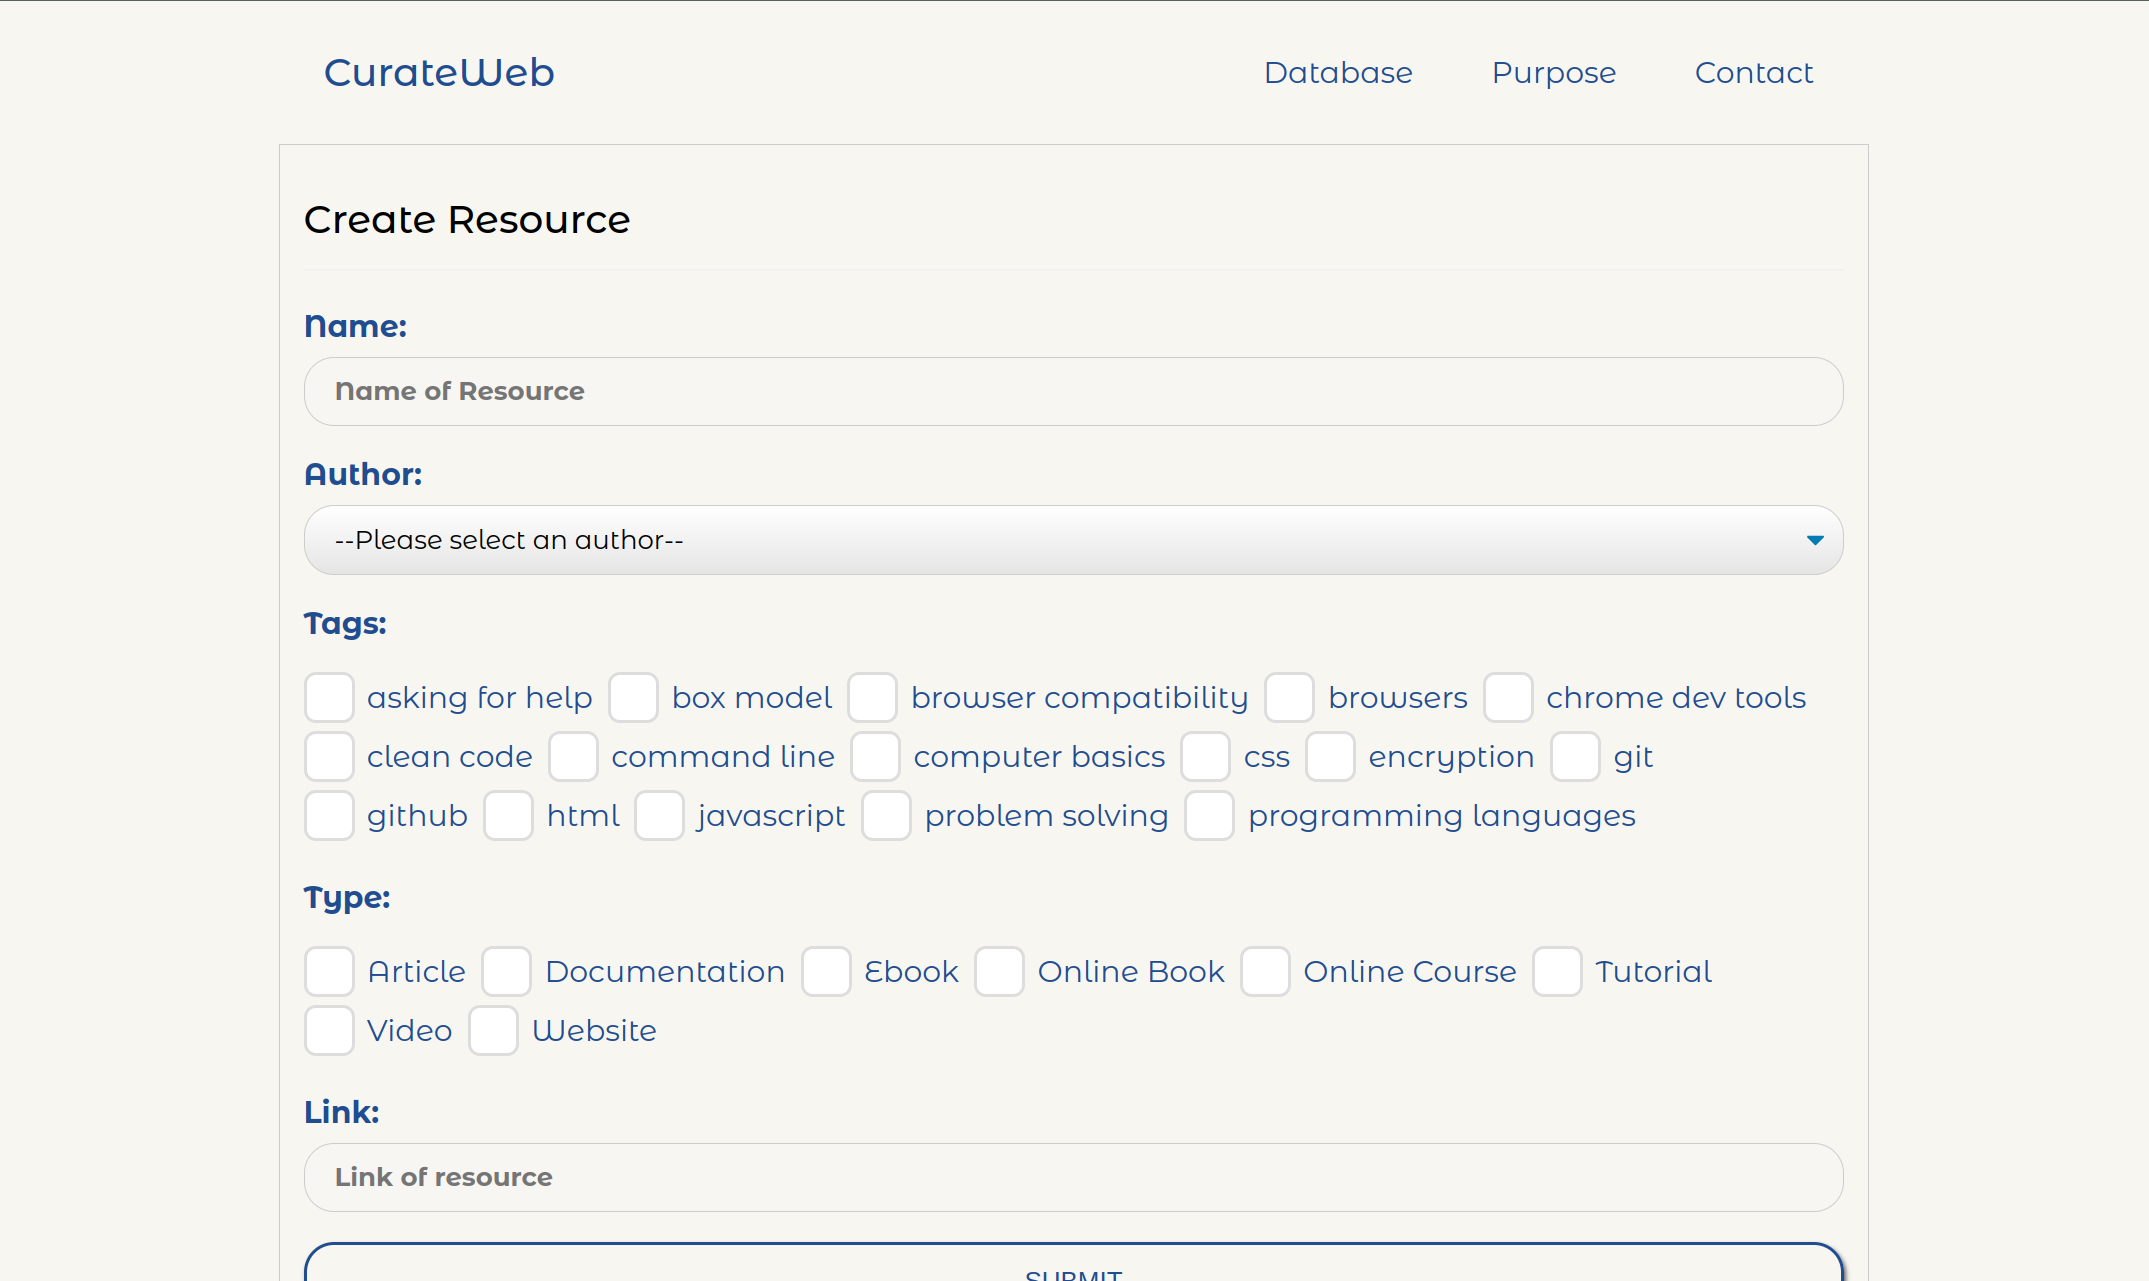 CurateWeb Database Purpose Contact
Create Resource
Name:
Name of Resource
Author:
--Please select an author--
Tags:
asking for help box model browser compatibility browsers chrome dev tools
clean code command line computer basics css encryption git
github html javascript problem solving programming languages
Type:
Article Documentation Ebook Online Book Online Course Tutorial
Video Website
Link:
Link of resource
SUBMIT